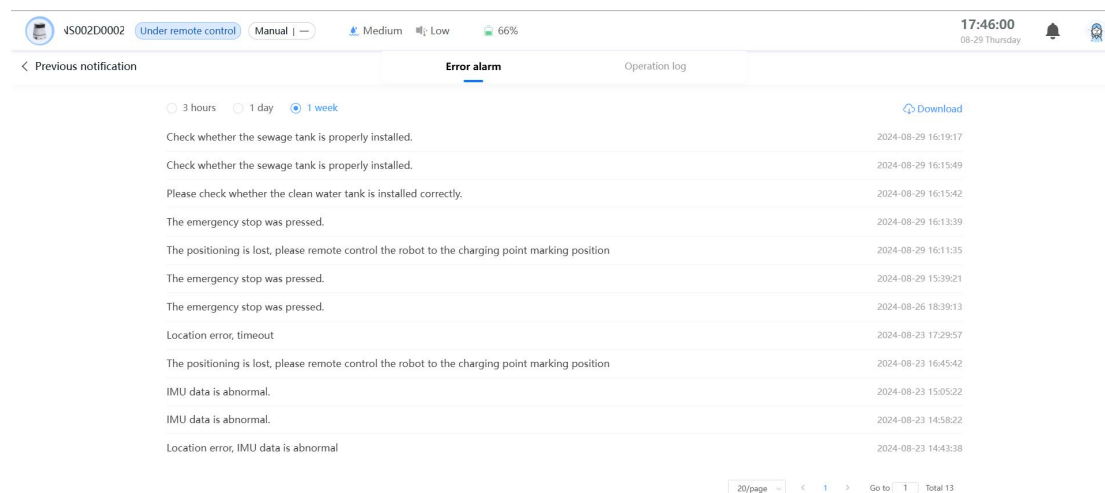 NS002D0002 Under remote control Manual | — Medium Low 66%
17:46:00
08-29 Thursday
< Previous notification Error alarm Operation log
3 hours 1 day 1 week Download
Check whether the sewage tank is properly installed. 2024-08-29 16:19:17
Check whether the sewage tank is properly installed. 2024-08-29 16:15:49
Please check whether the clean water tank is installed correctly. 2024-08-29 16:15:42
The emergency stop was pressed. 2024-08-29 16:13:39
The positioning is lost, please remote control the robot to the charging point marking position 2024-08-29 16:11:35
The emergency stop was pressed. 2024-08-29 15:39:21
The emergency stop was pressed. 2024-08-26 18:39:13
Location error, timeout 2024-08-23 17:29:57
The positioning is lost, please remote control the robot to the charging point marking position 2024-08-23 16:45:42
IMU data is abnormal. 2024-08-23 15:05:22
IMU data is abnormal. 2024-08-23 14:58:22
Location error, IMU data is abnormal 2024-08-23 14:43:38
20/page < 1 > Go to 1 Total 13